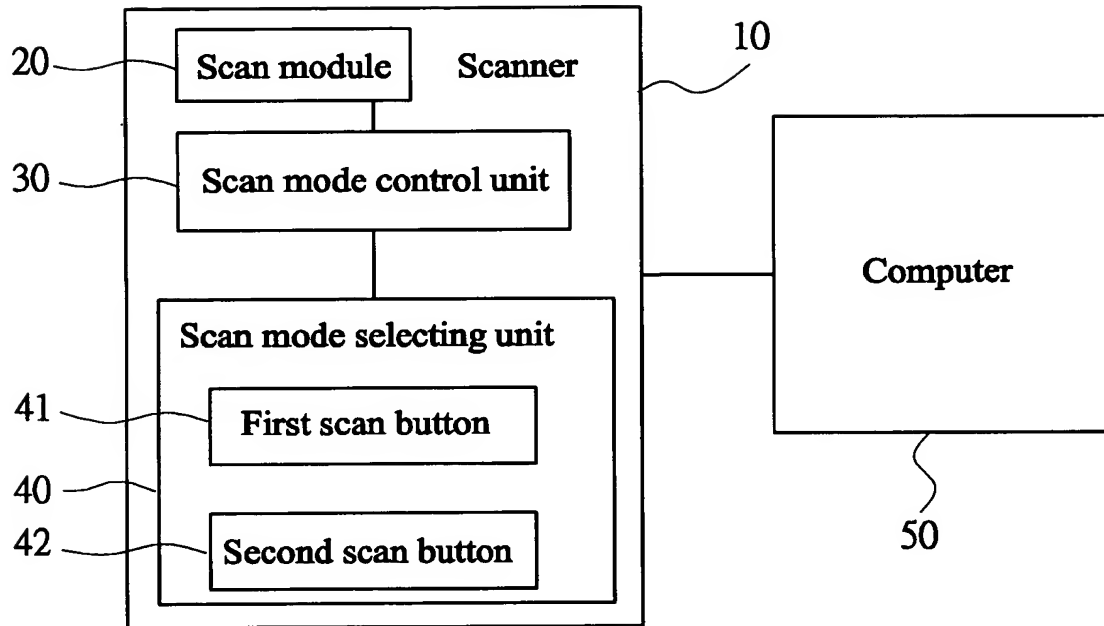 10
20
Scan module
Scanner
30
Scan mode control unit
Computer
Scan mode selecting unit
41
First scan button
40
42
Second scan button
50